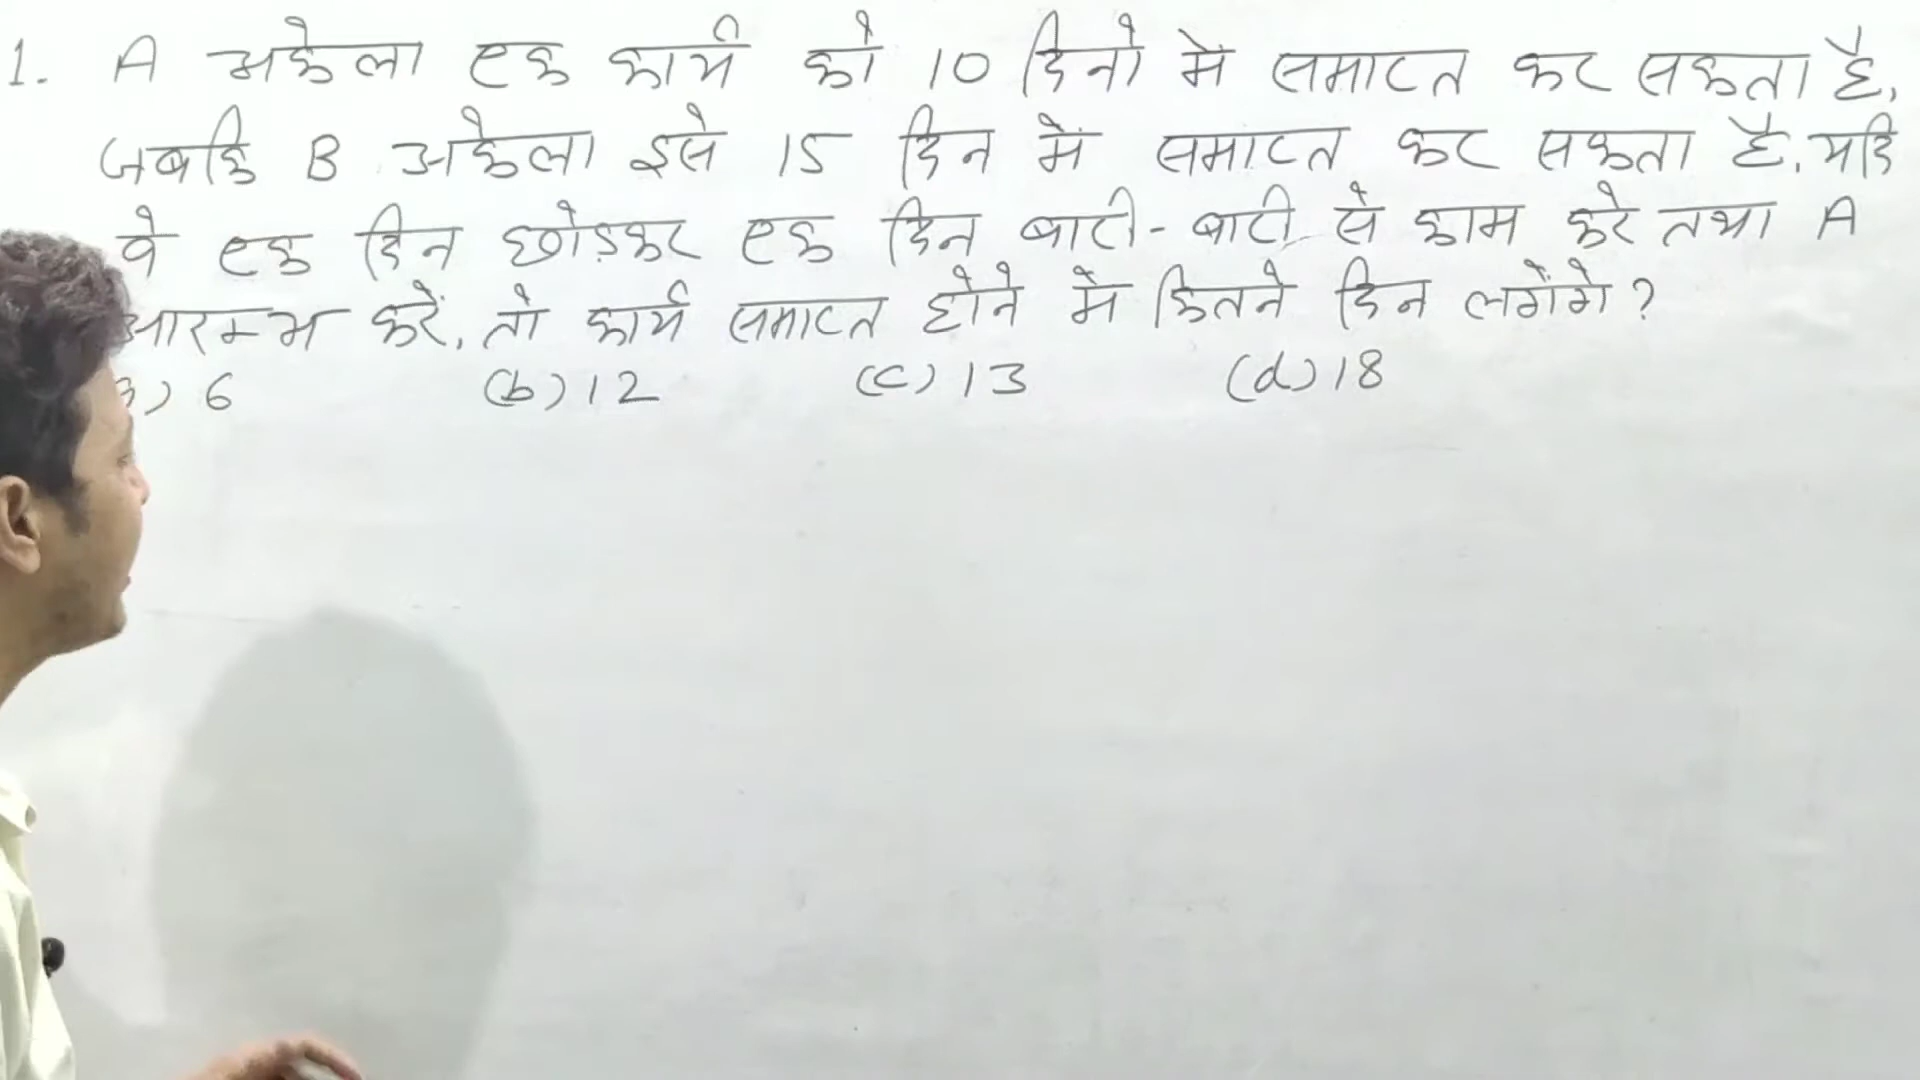 1. A अकेला एक कार्य को 10 दिनो मे समाप्त कर सकता है,
जबकि B अकेला इसे 15 दिन में समाप्त कर सकता है. यदि
वे एक दिन छोड़कर एक दिन बारी-बारी से काम करे तथा A
आरम्भ करें, तो कार्य समाप्त होने में कितने दिन लगेंगे?
) 6 (b) 12 (c) 13 (d) 18